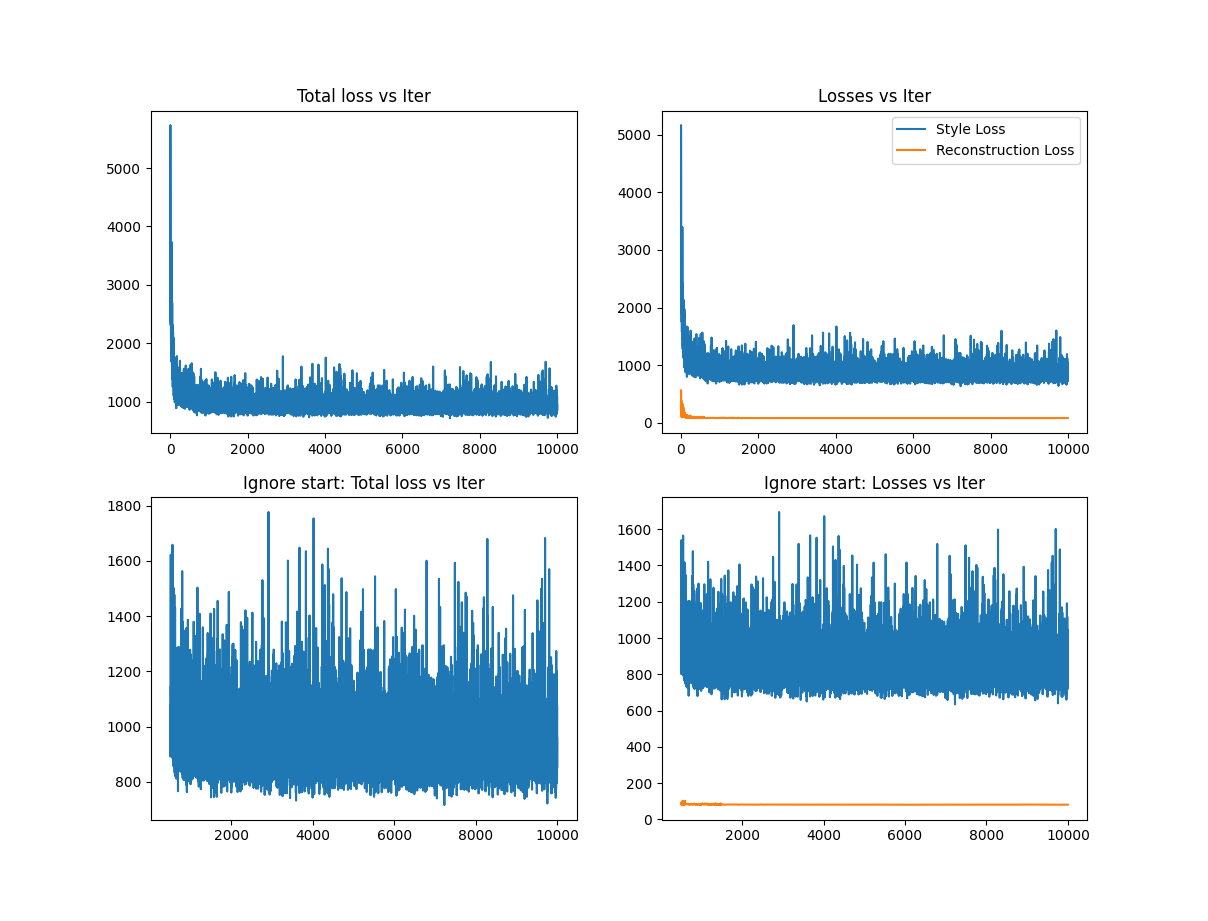 Total loss vs Iter
5000
4000
3000
2000
1000
0 2000 4000 6000 8000 10000
Losses vs Iter
Style Loss
Reconstruction Loss
5000
4000
3000
2000
1000
0
0 2000 4000 6000 8000 10000
Ignore start: Total loss vs Iter
1800
1600
1400
1200
1000
800
2000 4000 6000 8000 10000
Ignore start: Losses vs Iter
1600
1400
1200
1000
800
600
400
200
0
2000 4000 6000 8000 10000